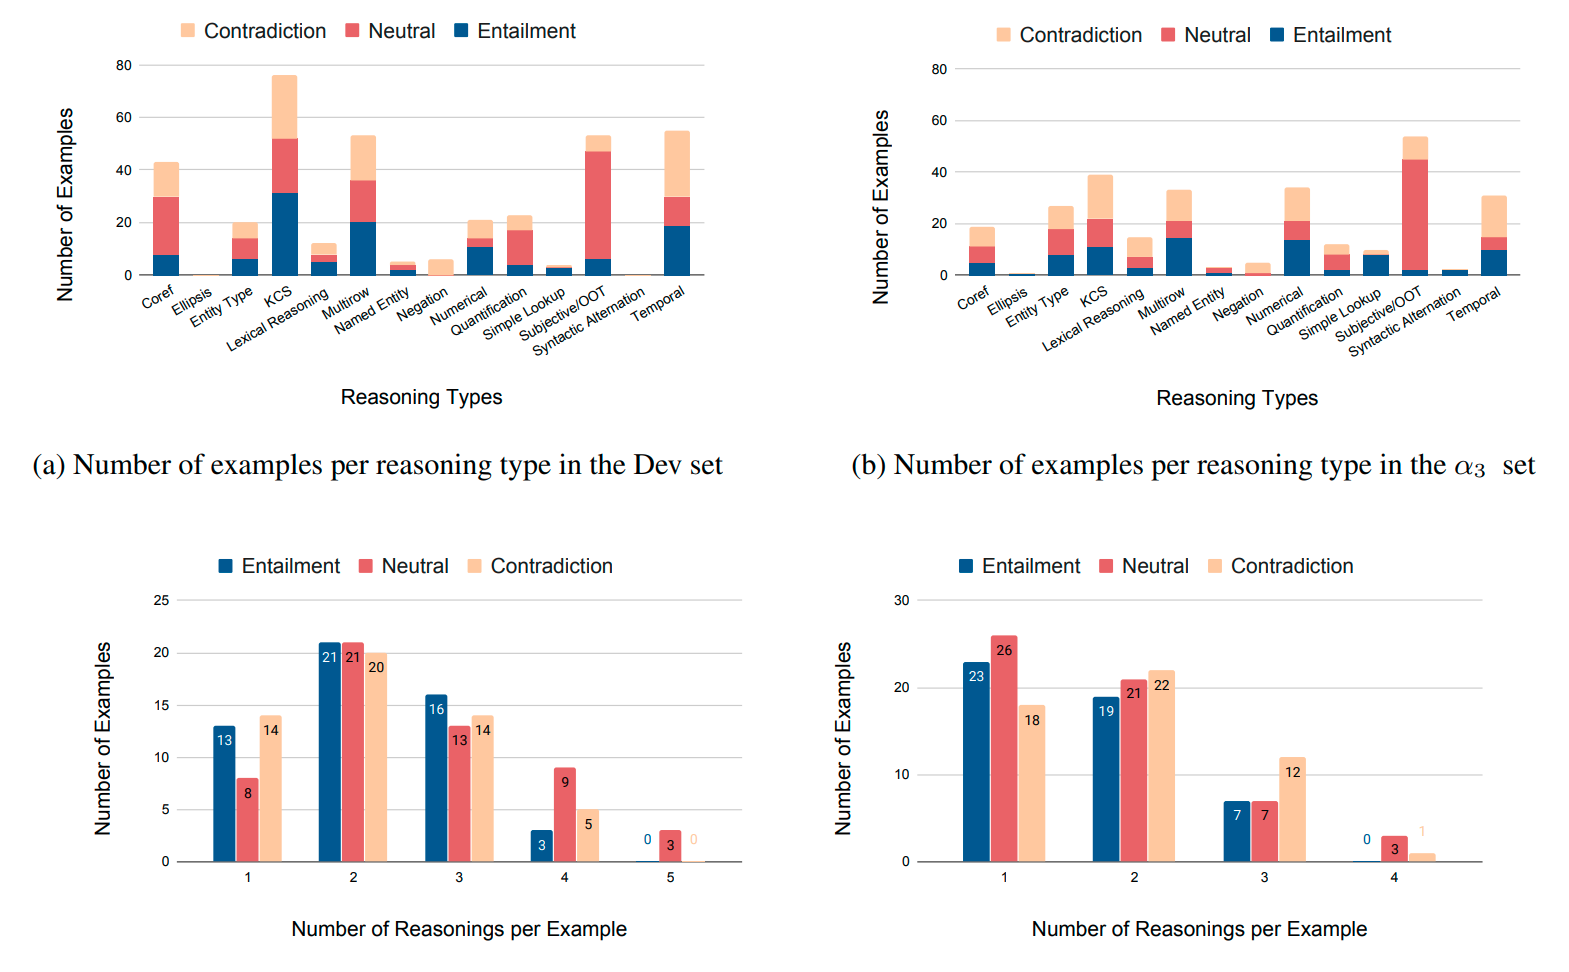 Contradiction Neutral Entailment
Number of Examples
80
60
40
20
0
Coref
Ellipsis
Entity Type
KCS
Lexical Reasoning
Multirow
Named Entity
Negation
Numerical
Quantification
Simple Lookup
Subjective/OOT
Syntactic Alternation
Temporal
Reasoning Types
(a) Number of examples per reasoning type in the Dev set
Contradiction Neutral Entailment
Number of Examples
80
60
40
20
0
Coref
Ellipsis
Entity Type
KCS
Lexical Reasoning
Multirow
Named Entity
Negation
Numerical
Quantification
Simple Lookup
Subjective/OOT
Syntactic Alternation
Temporal
Reasoning Types
(b) Number of examples per reasoning type in the α3 set
Entailment Neutral Contradiction
Number of Examples
25
20
15
10
5
0
13 8 14
21 21 20
16 13 14
3 9 5
0 3 0
1 2 3 4 5
Number of Reasonings per Example
Entailment Neutral Contradiction
Number of Examples
30
20
10
0
23 26 18
19 21 22
7 7 12
0 3 1
1 2 3 4
Number of Reasonings per Example